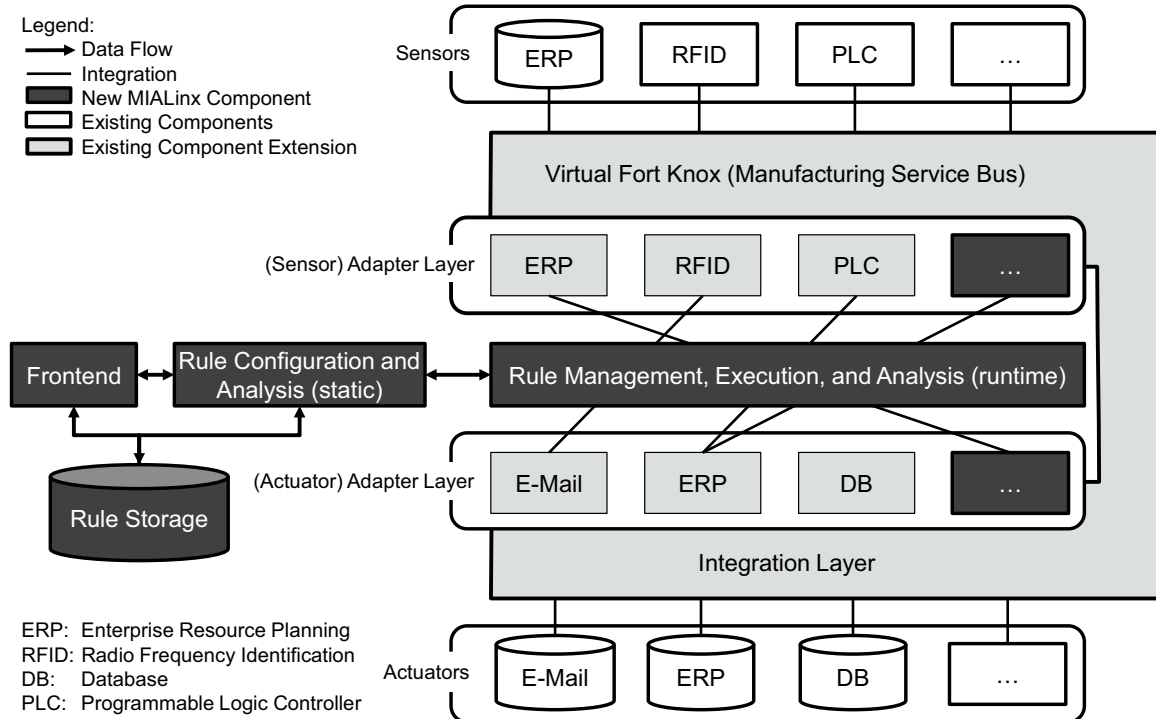 Legend:
Data Flow
Integration
New MIALinx Component
Existing Components
Existing Component Extension
Sensors
ERP
RFID
PLC
...
Virtual Fort Knox (Manufacturing Service Bus)
(Sensor) Adapter Layer
ERP
RFID
PLC
...
Frontend
Rule Configuration and
Analysis (static)
Rule Management, Execution, and Analysis (runtime)
Rule Storage
(Actuator) Adapter Layer
E-Mail
ERP
DB
...
Integration Layer
ERP: Enterprise Resource Planning
RFID: Radio Frequency Identification
DB: Database
PLC: Programmable Logic Controller
Actuators
E-Mail
ERP
DB
...